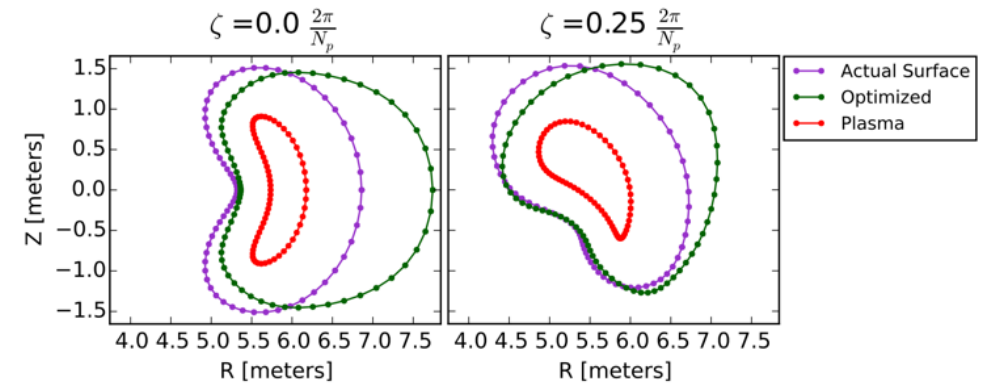 ζ =0.0 2π/N_p
ζ =0.25 2π/N_p
1.5
1.0
0.5
0.0
−0.5
−1.0
−1.5
Z [meters]
4.0 4.5 5.0 5.5 6.0 6.5 7.0 7.5
4.0 4.5 5.0 5.5 6.0 6.5 7.0 7.5
R [meters]
R [meters]
Actual Surface
Optimized
Plasma